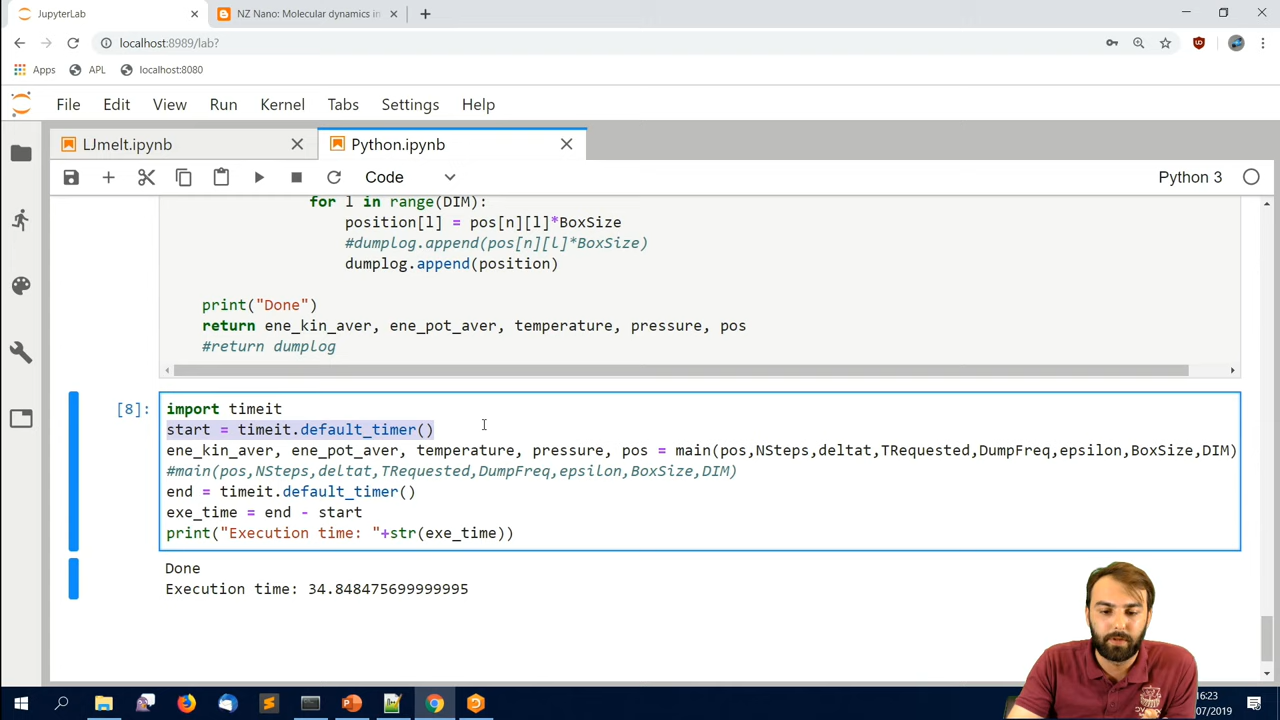 JupyterLab
NZ Nano: Molecular dynamics in
localhost:8989/lab?
Apps
APL
localhost:8080
File
Edit
View
Run
Kernel
Tabs
Settings
Help
LJmelt.ipynb
Python.ipynb
Code
Python 3
for l in range(DIM):
position[l] = pos[n][l]*BoxSize
#dumplog.append(pos[n][l]*BoxSize)
dumplog.append(position)
print("Done")
return ene_kin_aver, ene_pot_aver, temperature, pressure, pos
#return dumplog
[8]:
import timeit
start = timeit.default_timer()
ene_kin_aver, ene_pot_aver, temperature, pressure, pos = main(pos,NSteps,deltat,TRequested,DumpFreq,epsilon,BoxSize,DIM)
#main(pos,NSteps,deltat,TRequested,DumpFreq,epsilon,BoxSize,DIM)
end = timeit.default_timer()
exe_time = end - start
print("Execution time: "+str(exe_time))
Done
Execution time: 34.848475699999995
16:23
07/2019